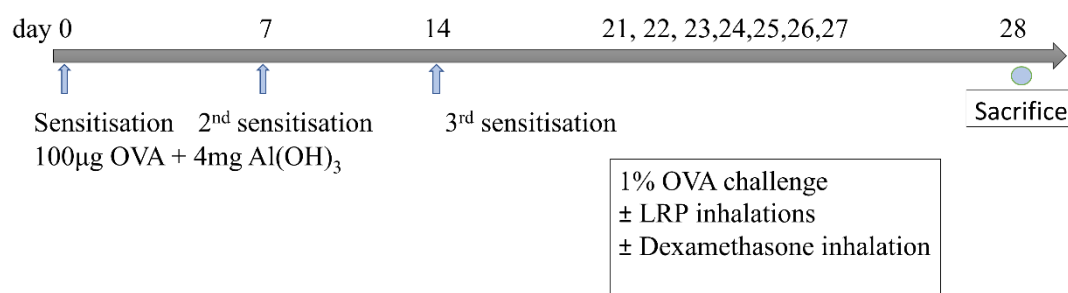 day 0 7 14 21, 22, 23,24,25,26,27 28
Sensitisation 2nd sensitisation 3rd sensitisation
100μg OVA + 4mg Al(OH)3
Sacrifice
1% OVA challenge
± LRP inhalations
± Dexamethasone inhalation